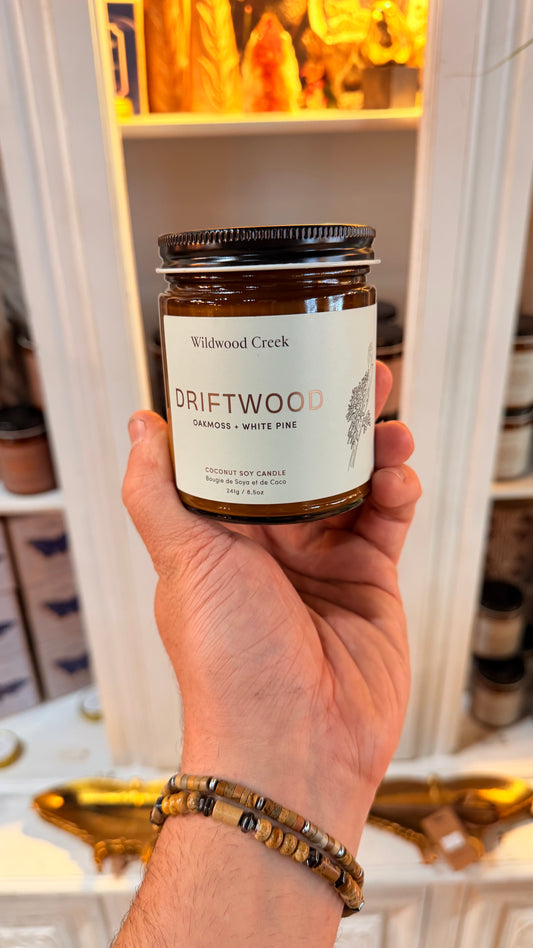 Wildwood Creek
DRIFTWOOD
OAKMOSS + WHITE PINE
COCONUT SOY CANDLE
Bougie de Soya et de Coco
241g / 8.5oz